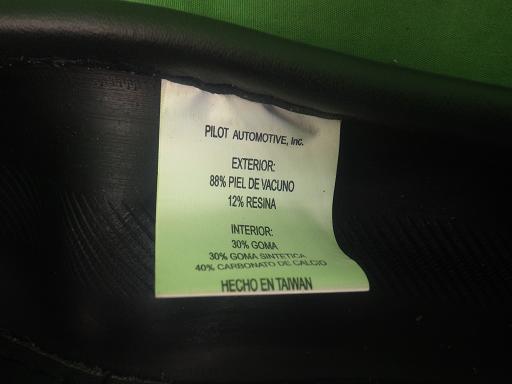 PILOT AUTOMOTIVE, Inc.
EXTERIOR:
88% PIEL DE VACUNO
12% RESINA
INTERIOR:
30% GOMA
30% GOMA SINTETICA
40% CARBONATO DE CALCIO
HECHO EN TAIWAN